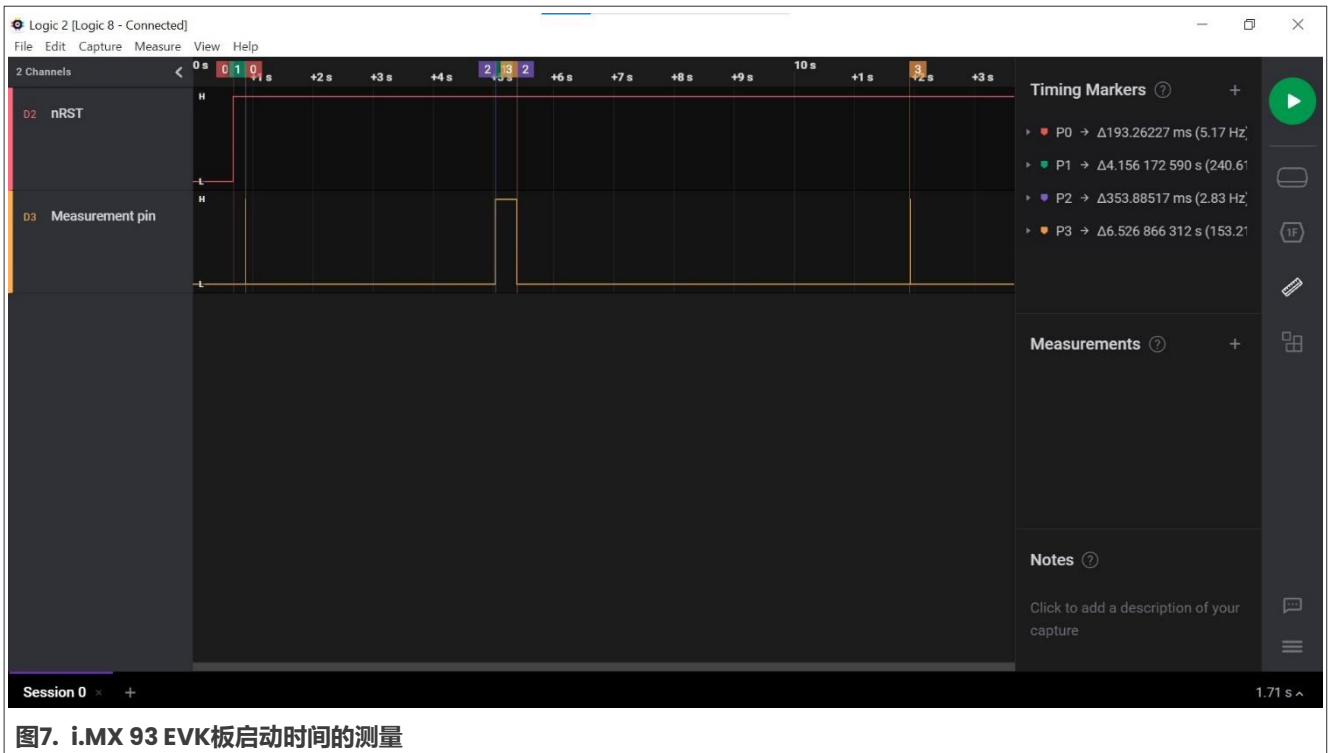 Logic 2 [Logic 8 - Connected]
File Edit Capture Measure View Help
2 Channels
0 s 0 1 0 +1 s +2 s +3 s +4 s 2 1 3 2 +5 s +6 s +7 s +8 s +9 s 10 s +1 s 3 +2 s +3 s
D2 nRST
H
L
D3 Measurement pin
H
L
Timing Markers ? +
P0 → Δ193.26227 ms (5.17 Hz)
P1 → Δ4.156 172 590 s (240.61
P2 → Δ353.88517 ms (2.83 Hz)
P3 → Δ6.526 866 312 s (153.21
1F
Measurements ? +
Notes ?
Click to add a description of your
capture
Session 0 × +
1.71 s
图7. i.MX 93 EVK板启动时间的测量